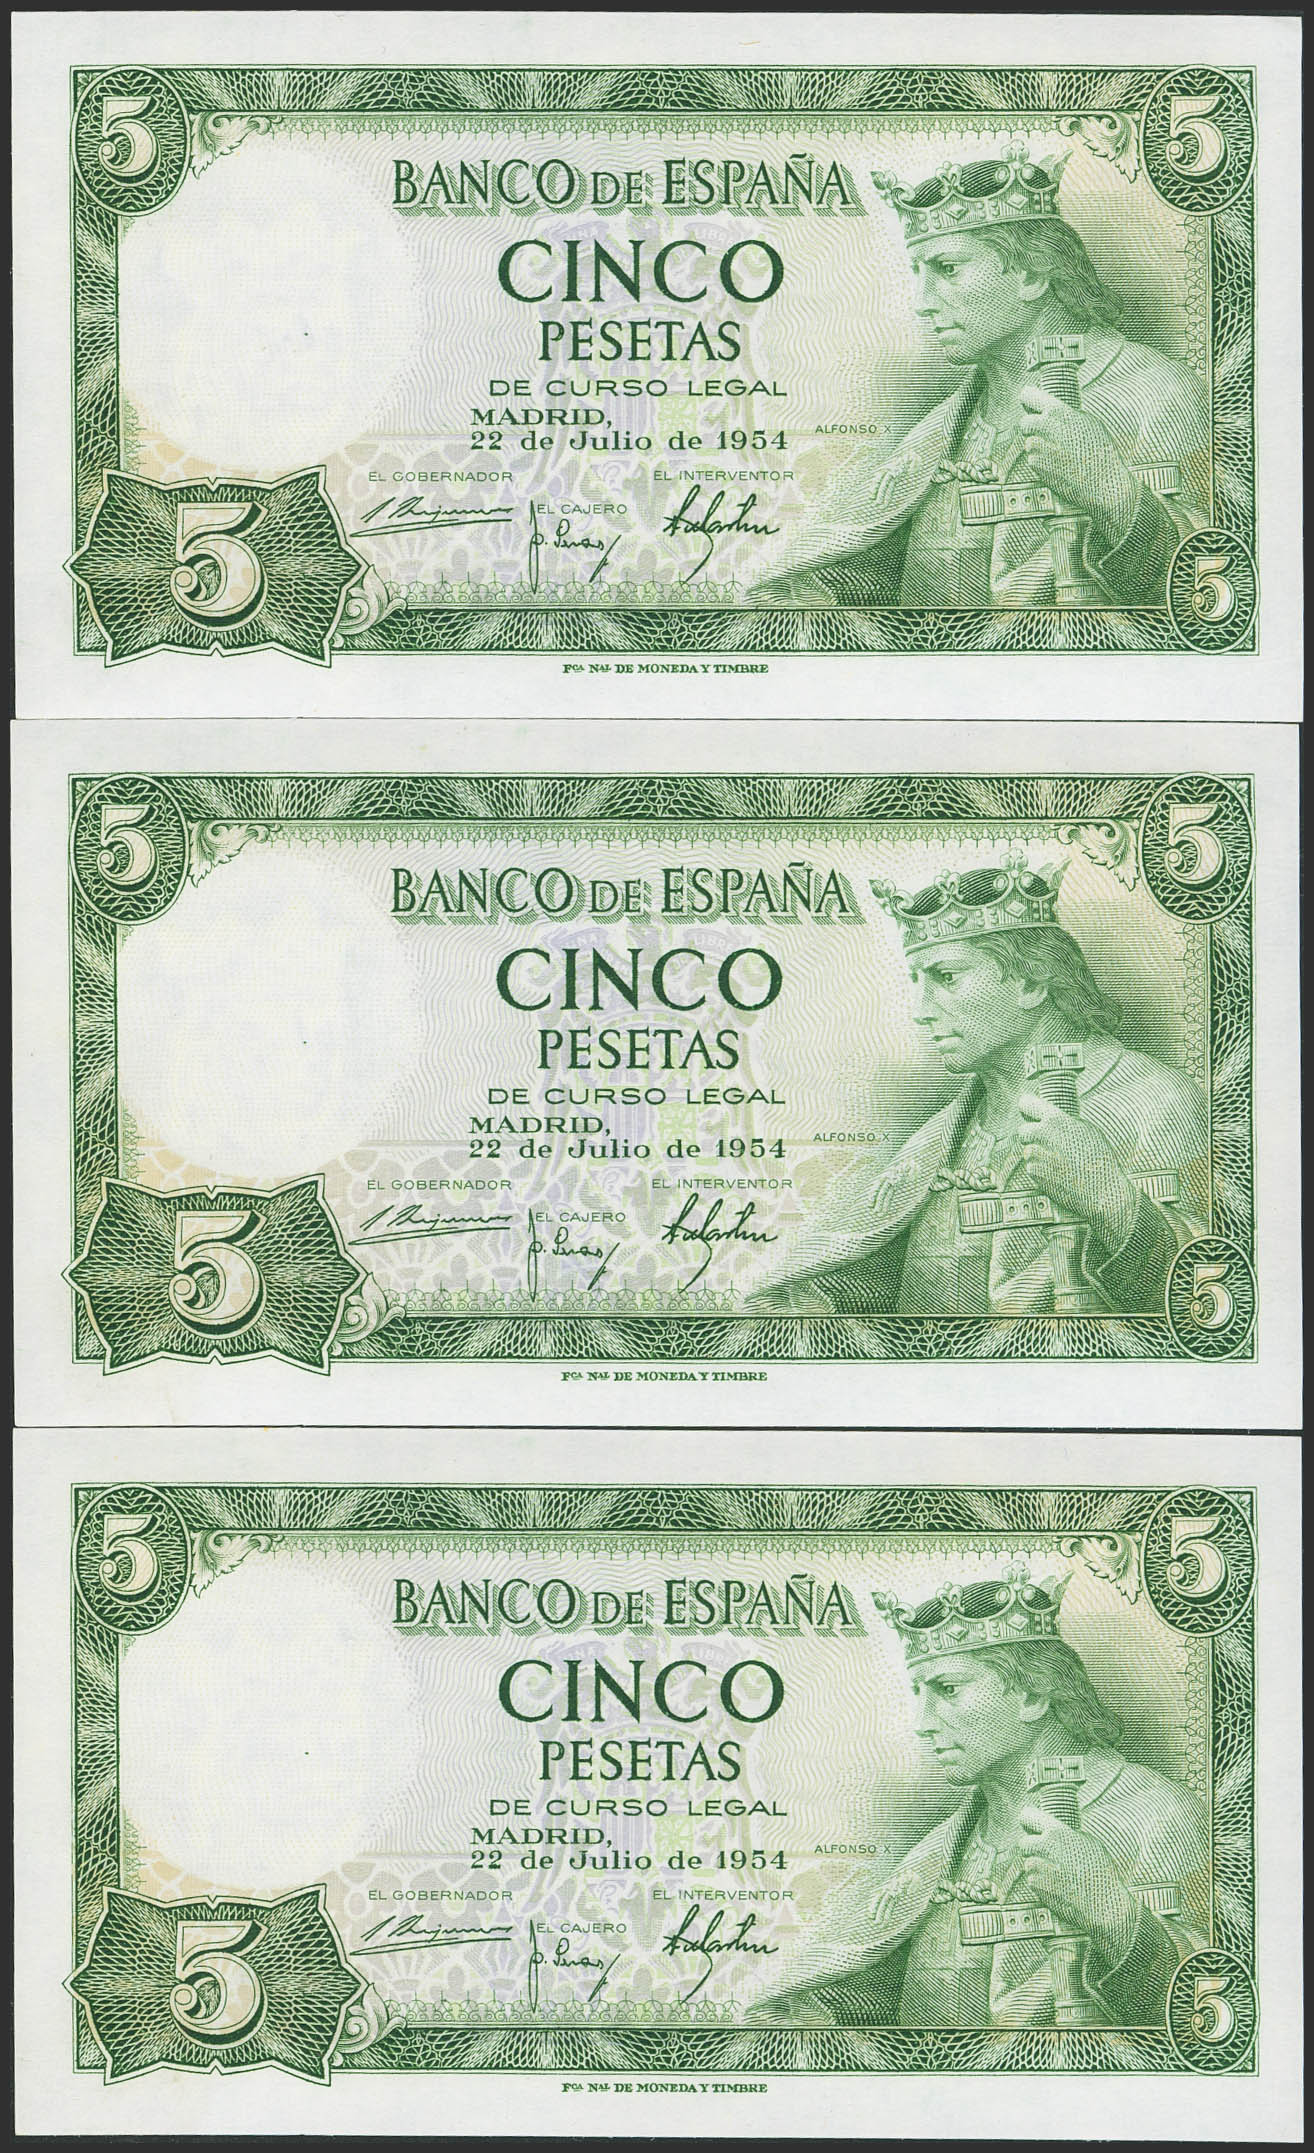 5 5
BANCO DE ESPAÑA
CINCO
PESETAS
DE CURSO LEGAL
MADRID,
22 de Julio de 1954
ALFONSO X
EL GOBERNADOR EL INTERVENTOR
EL CAJERO
5 5
FCA NAL DE MONEDA Y TIMBRE
5 5
BANCO DE ESPAÑA
CINCO
PESETAS
DE CURSO LEGAL
MADRID,
22 de Julio de 1954
ALFONSO X
EL GOBERNADOR EL INTERVENTOR
EL CAJERO
5 5
FCA NAL DE MONEDA Y TIMBRE
5 5
BANCO DE ESPAÑA
CINCO
PESETAS
DE CURSO LEGAL
MADRID,
22 de Julio de 1954
ALFONSO X
EL GOBERNADOR EL INTERVENTOR
EL CAJERO
5 5
FCA NAL DE MONEDA Y TIMBRE